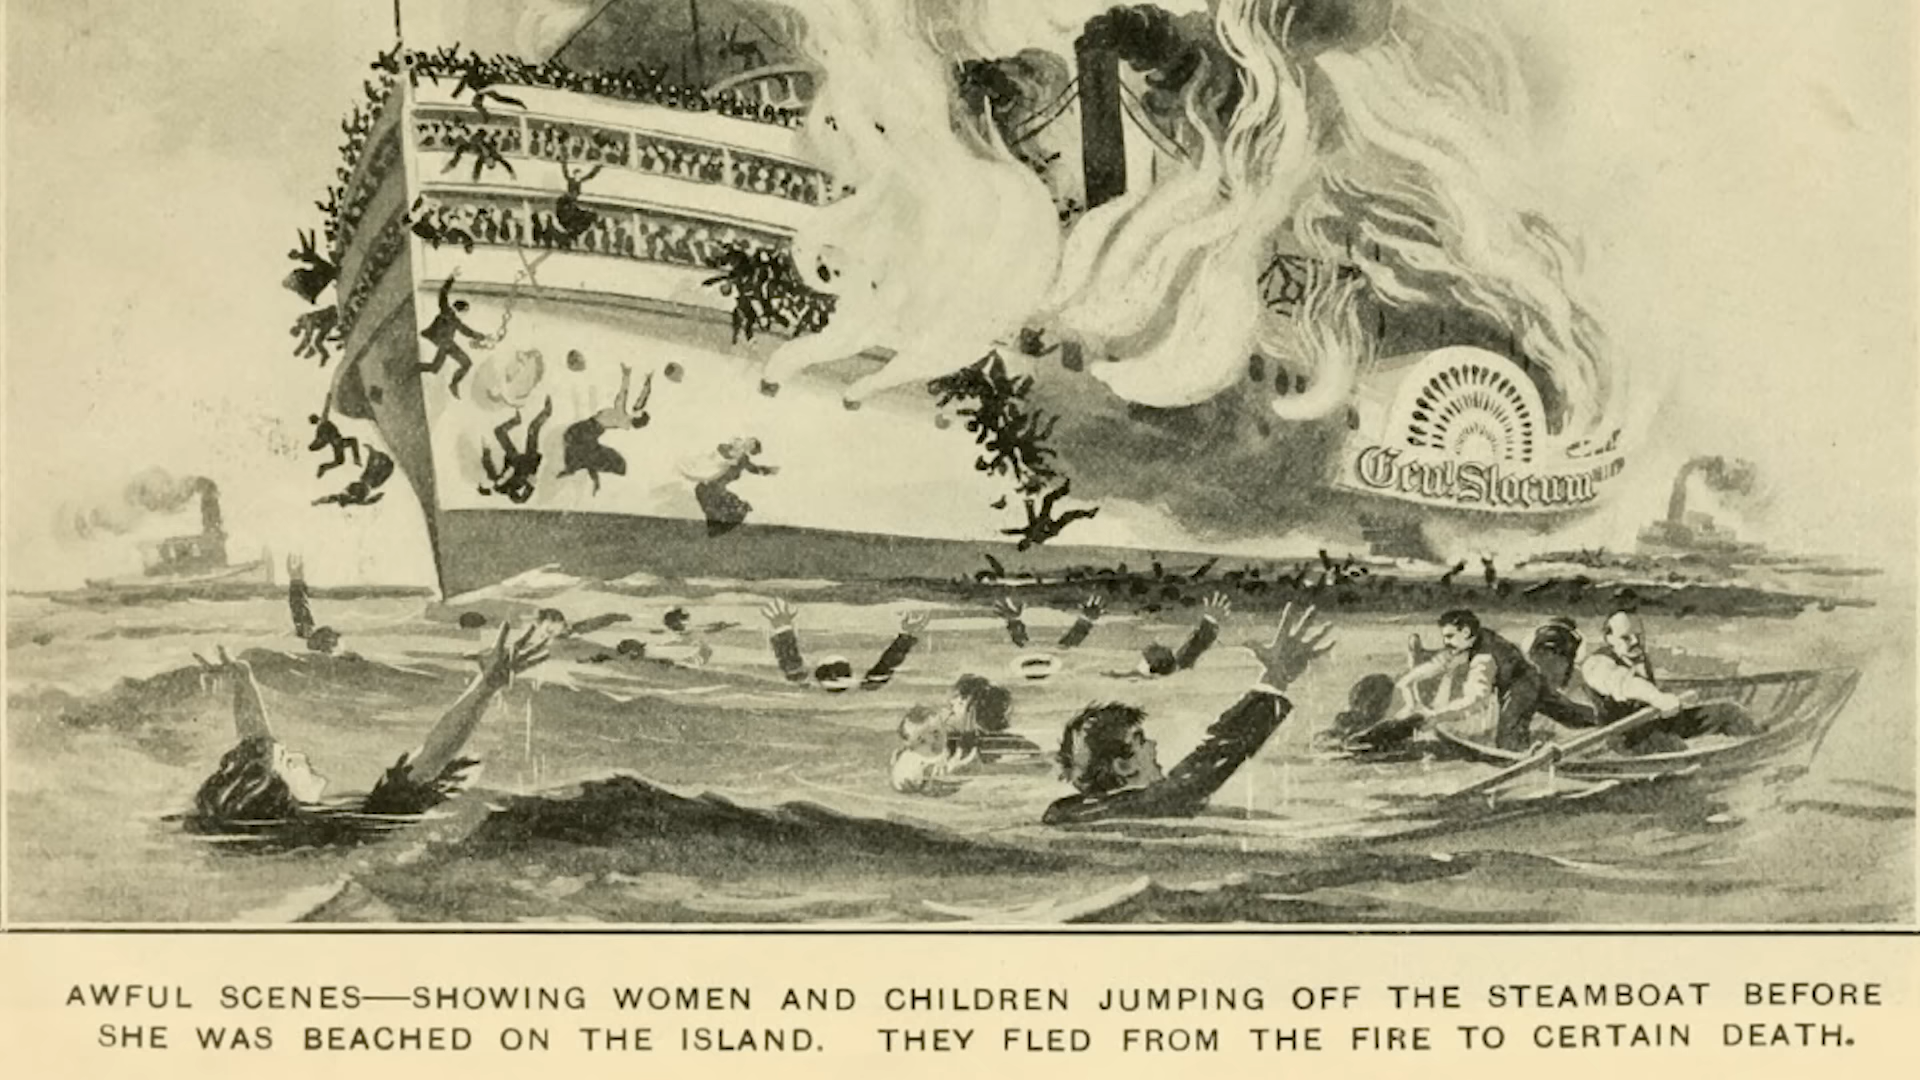 Gen'l Slocum
AWFUL SCENES—SHOWING WOMEN AND CHILDREN JUMPING OFF THE STEAMBOAT BEFORE
SHE WAS BEACHED ON THE ISLAND. THEY FLED FROM THE FIRE TO CERTAIN DEATH.